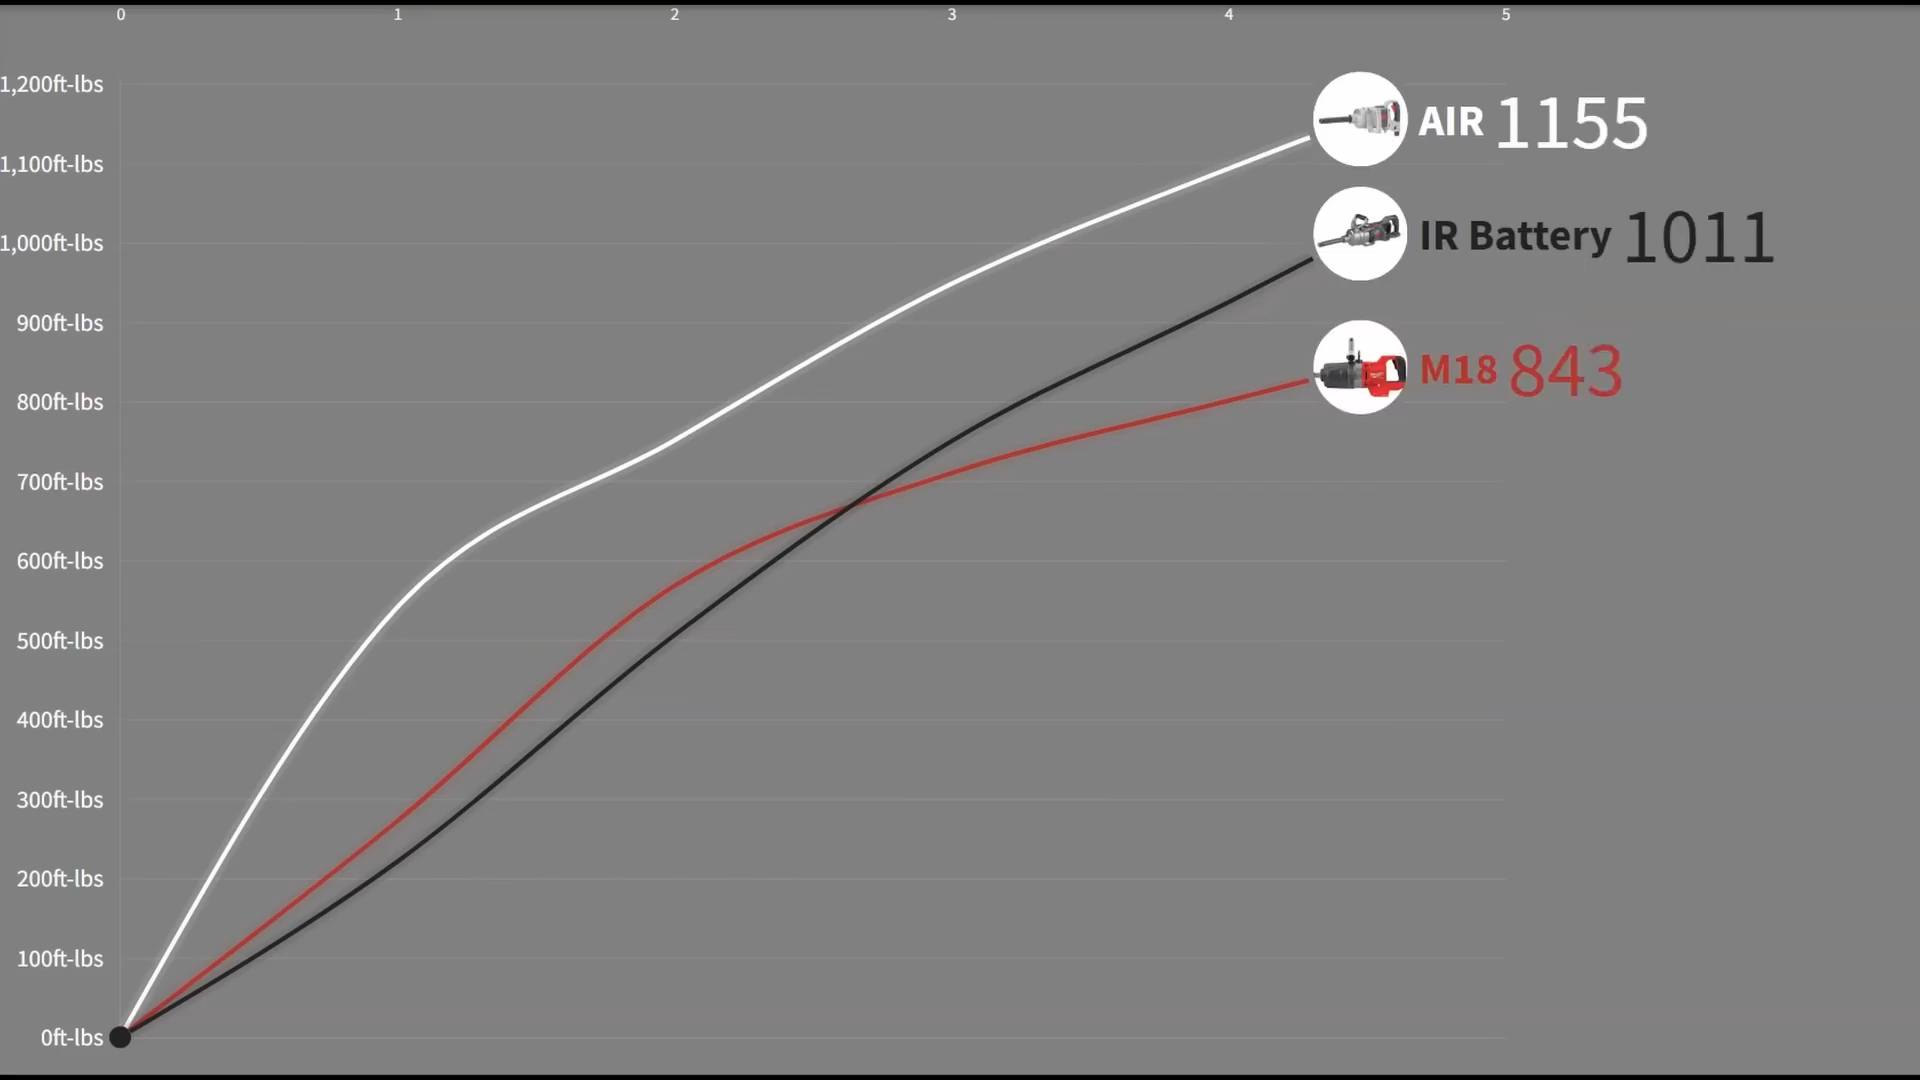 0 1 2 3 4 5
1,200ft-lbs
AIR 1155
1,100ft-lbs
1,000ft-lbs
IR Battery 1011
900ft-lbs
M18 843
800ft-lbs
700ft-lbs
600ft-lbs
500ft-lbs
400ft-lbs
300ft-lbs
200ft-lbs
100ft-lbs
0ft-lbs